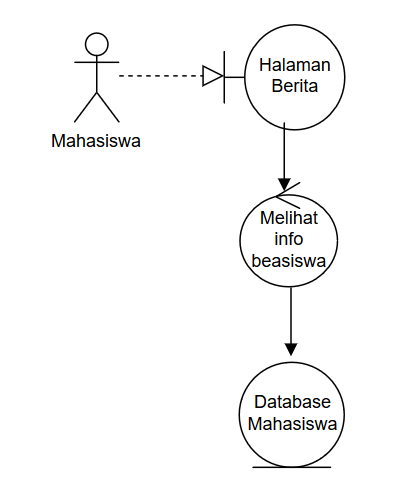 Halaman
Berita
Mahasiswa
Melihat
info
beasiswa
Database
Mahasiswa